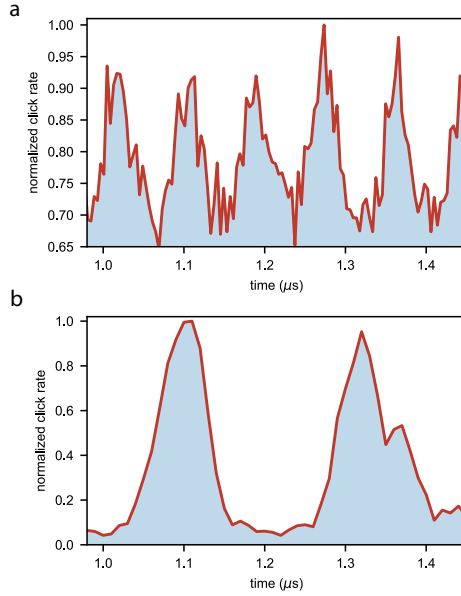 a
1.00
0.95
0.90
0.85
0.80
0.75
0.70
0.65
normalized click rate
1.0 1.1 1.2 1.3 1.4
time (μs)
b
1.0
0.8
0.6
0.4
0.2
0.0
normalized click rate
1.0 1.1 1.2 1.3 1.4
time (μs)